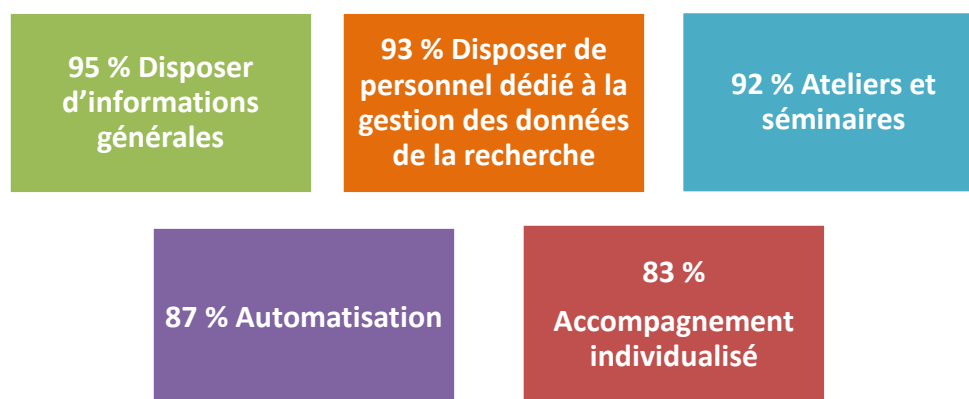 95 % Disposer
d’informations
générales
93 % Disposer de
personnel dédié à la
gestion des données
de la recherche
92 % Ateliers et
séminaires
87 % Automatisation
83 %
Accompagnement
individualisé